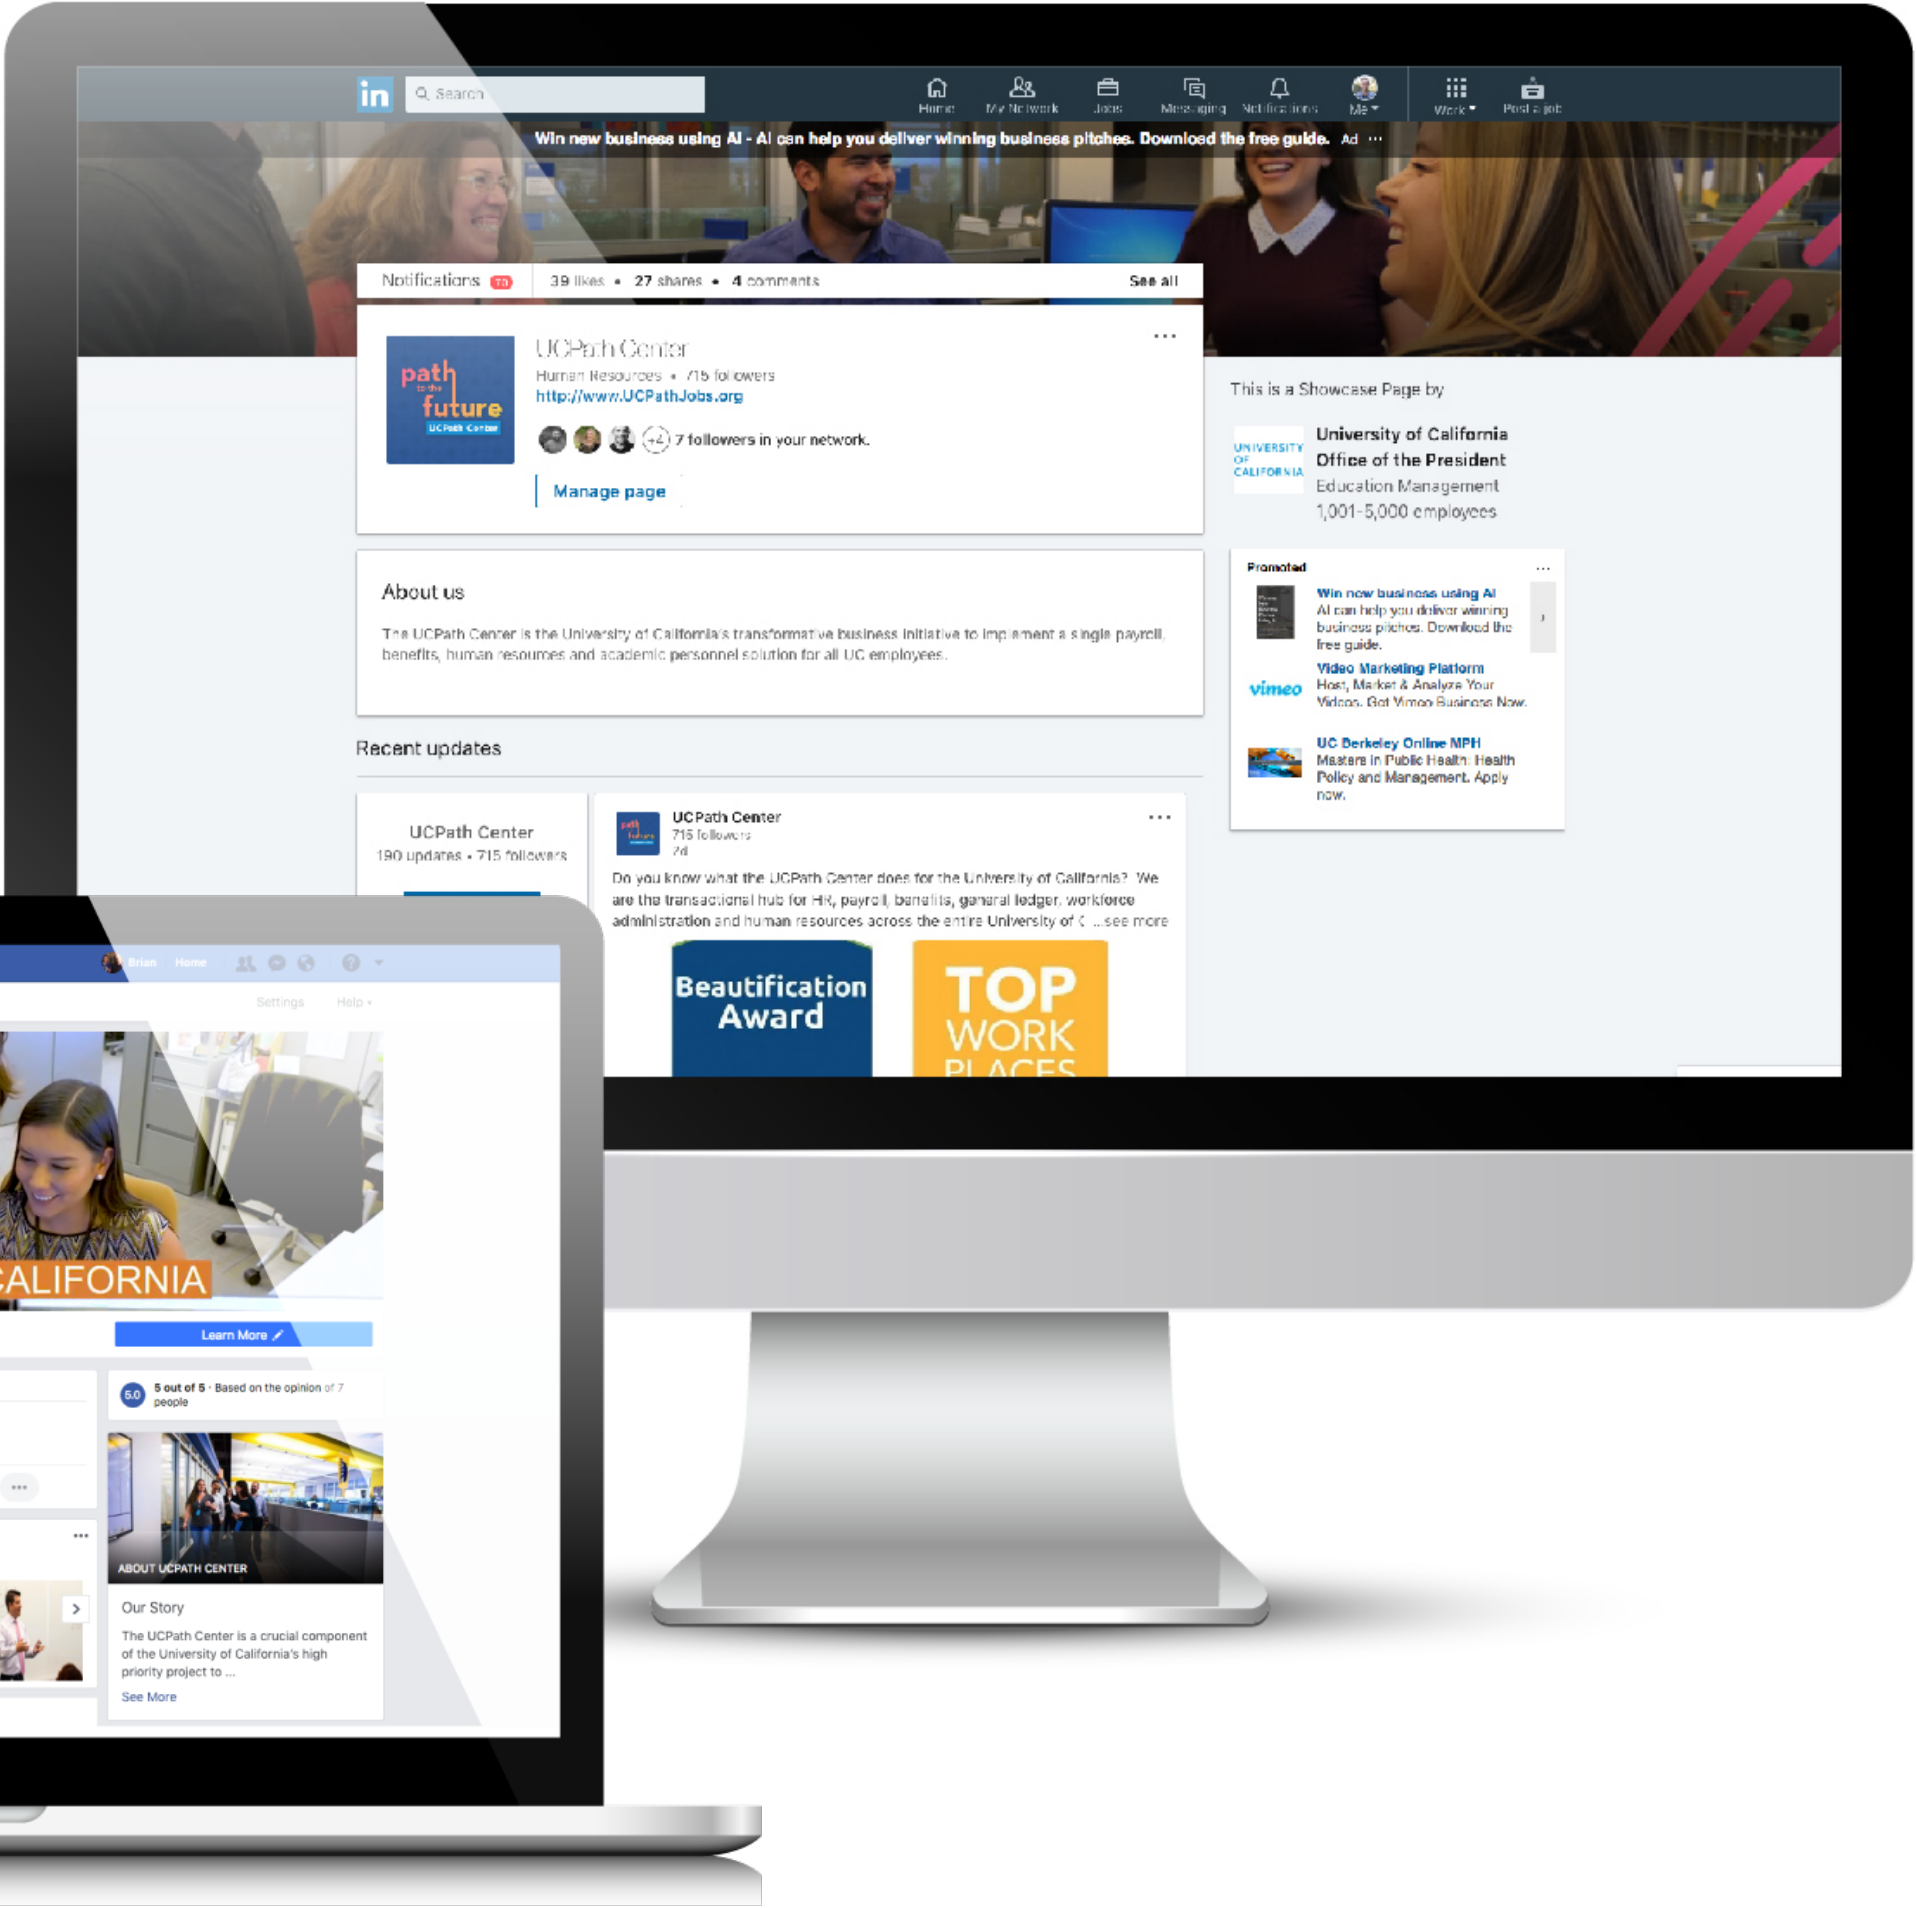 in
Search
Home
My Network
Jobs
Messaging
Notifications
Me
Work
Post a job
Win new business using AI - AI can help you deliver winning business pitches. Download the free guide. Ad ...
Notifications 70
39 likes • 27 shares • 4 comments
See all
path
to the
future
UCPath Center
UCPath Center
Human Resources • 715 followers
http://www.UCPathJobs.org
+4 7 followers in your network.
Manage page
This is a Showcase Page by
UNIVERSITY
OF
CALIFORNIA
University of California
Office of the President
Education Management
1,001-5,000 employees
About us
The UCPath Center is the University of California's transformative business initiative to implement a single payroll,
benefits, human resources and academic personnel solution for all UC employees.
Promoted
Win new business using AI
AI can help you deliver winning
business pitches. Download the
free guide.
vimeo
Video Marketing Platform
Host, Market & Analyze Your
Videos. Get Vimeo Business Now.
UC Berkeley Online MPH
Masters in Public Health: Health
Policy and Management. Apply
now.
Recent updates
UCPath Center
190 updates • 715 followers
path
future
UCPath Center
715 followers
2d
Do you know what the UCPath Center does for the University of California? We
are the transactional hub for HR, payroll, benefits, general ledger, workforce
administration and human resources across the entire University of C ...see more
Beautification
Award
TOP
WORK
PLACES
Brian
Home
Settings
Help
CALIFORNIA
Learn More
5.0
5 out of 5 · Based on the opinion of 7
people
ABOUT UCPATH CENTER
Our Story
The UCPath Center is a crucial component
of the University of California's high
priority project to ...
See More